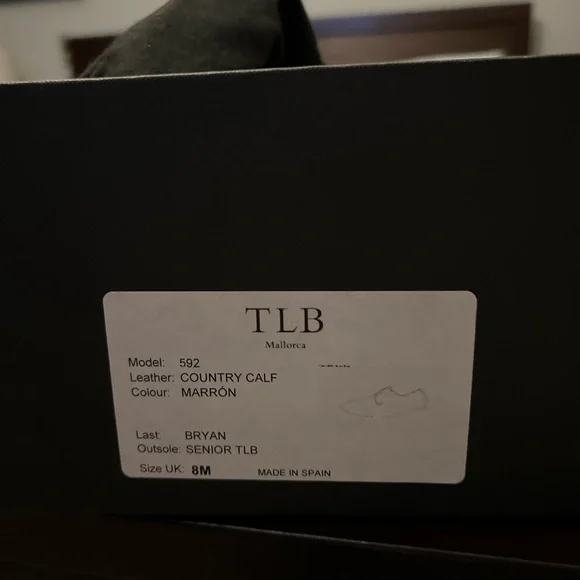 TLB
Mallorca
Model: 592
Leather: COUNTRY CALF
Colour: MARRÓN
Last: BRYAN
Outsole: SENIOR TLB
Size UK: 8M
MADE IN SPAIN